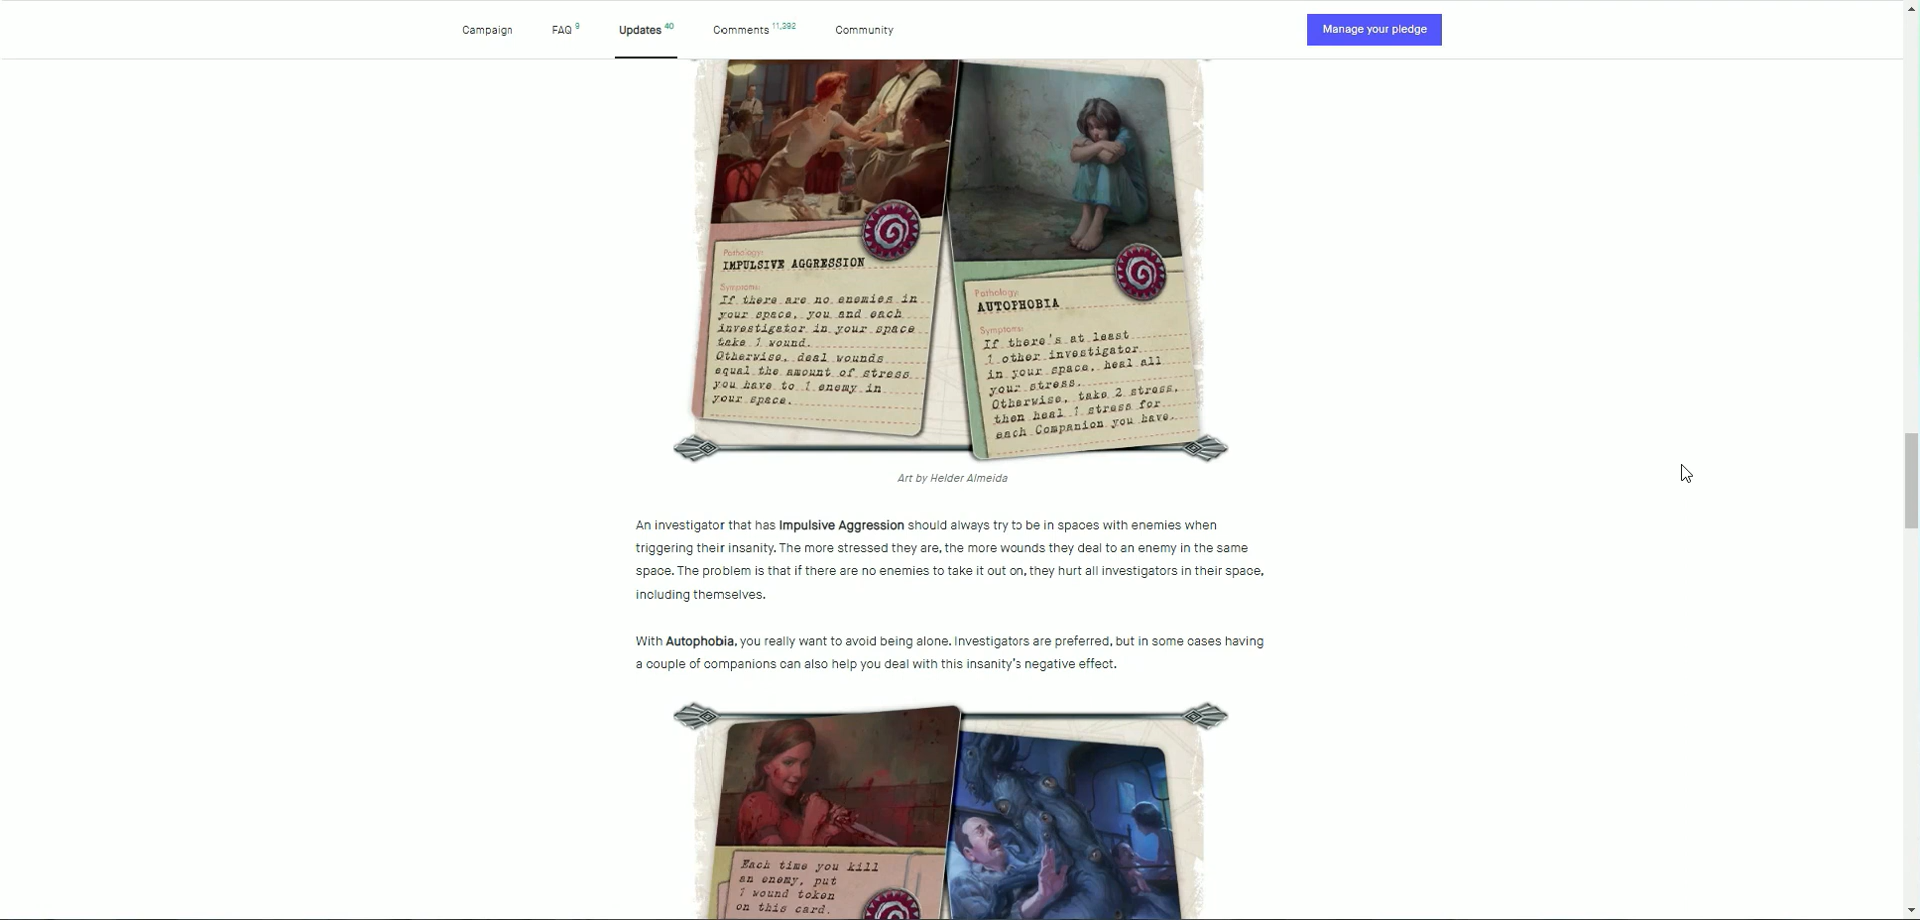 Campaign FAQ 9 Updates 40 Comments 11,392 Community Manage your pledge
Pathology:
IMPULSIVE AGGRESSION
Symptoms:
If there are no enemies in
your space, you and each
investigator in your space
take 1 wound.
Otherwise, deal wounds
equal the amount of stress
you have to 1 enemy in
your space.
Pathology:
AUTOPHOBIA
Symptoms:
If there's at least
1 other investigator
in your space, heal all
your stress.
Otherwise, take 2 stress,
then heal 1 stress for
each Companion you have.
Art by Helder Almeida
An investigator that has Impulsive Aggression should always try to be in spaces with enemies when
triggering their insanity. The more stressed they are, the more wounds they deal to an enemy in the same
space. The problem is that if there are no enemies to take it out on, they hurt all investigators in their space,
including themselves.
With Autophobia, you really want to avoid being alone. Investigators are preferred, but in some cases having
a couple of companions can also help you deal with this insanity's negative effect.
Each time you kill
an enemy, put
1 wound token
on this card.